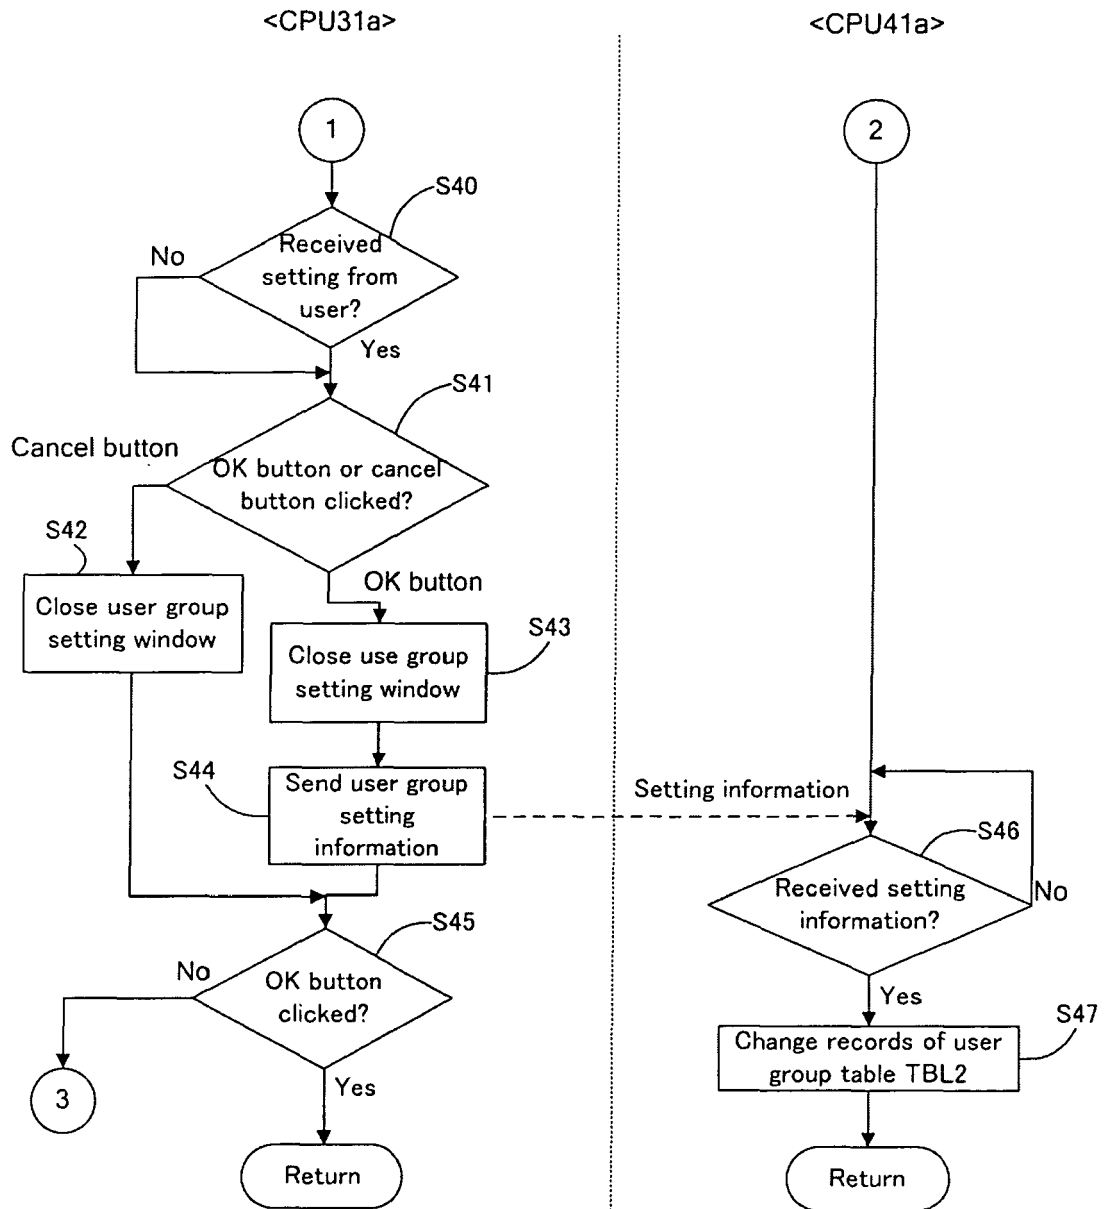 <CPU31a>
<CPU41a>
1
2
S40
Received
setting from
user?
No
Yes
S41
Cancel button
OK button or cancel
button clicked?
S42
OK button
Close user group
setting window
S43
Close use group
setting window
S44
Send user group
setting
information
Setting information
S46
Received setting
information?
No
S45
No
OK button
clicked?
Yes
S47
Change records of user
group table TBL2
3
Yes
Return
Return